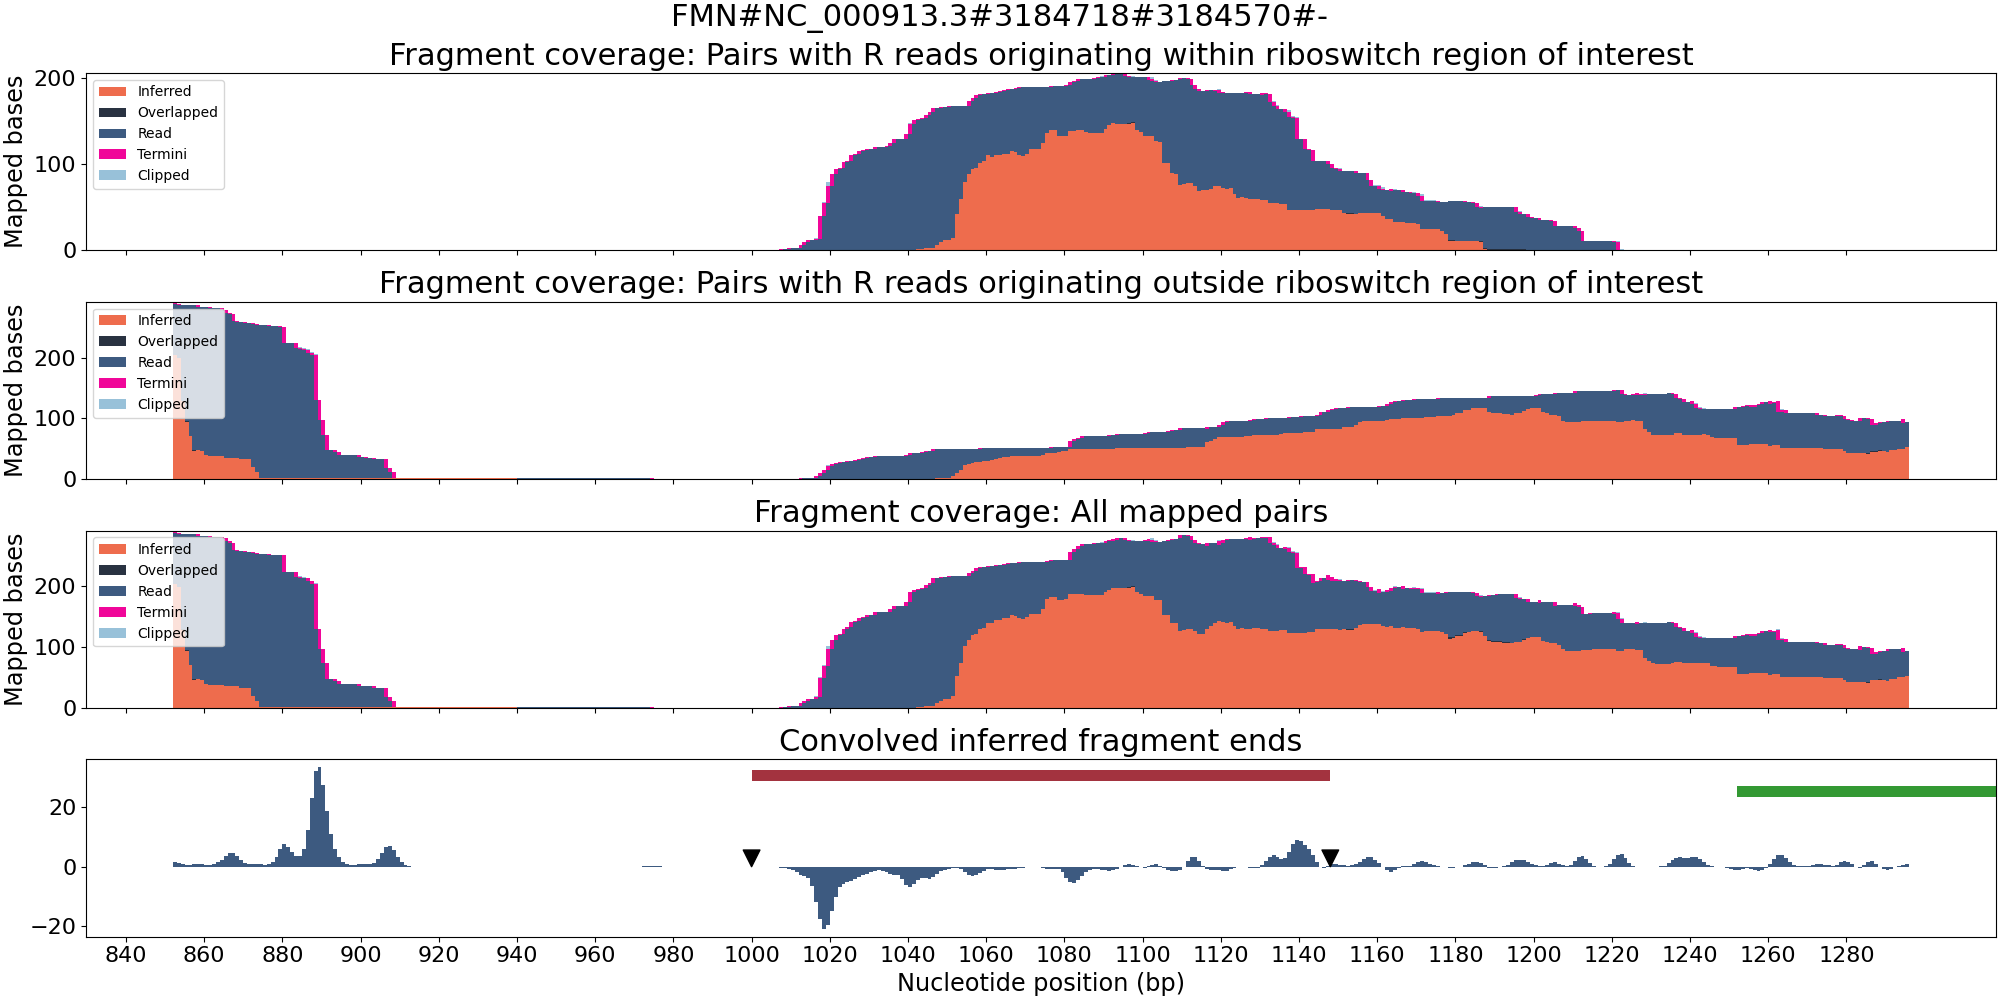 FMN#NC_000913.3#3184718#3184570#-
Fragment coverage: Pairs with R reads originating within riboswitch region of interest
Mapped bases
200
100
0
Inferred
Overlapped
Read
Termini
Clipped
Fragment coverage: Pairs with R reads originating outside riboswitch region of interest
Mapped bases
200
100
0
Inferred
Overlapped
Read
Termini
Clipped
Fragment coverage: All mapped pairs
Mapped bases
200
100
0
Inferred
Overlapped
Read
Termini
Clipped
Convolved inferred fragment ends
20
0
−20
840 860 880 900 920 940 960 980 1000 1020 1040 1060 1080 1100 1120 1140 1160 1180 1200 1220 1240 1260 1280
Nucleotide position (bp)